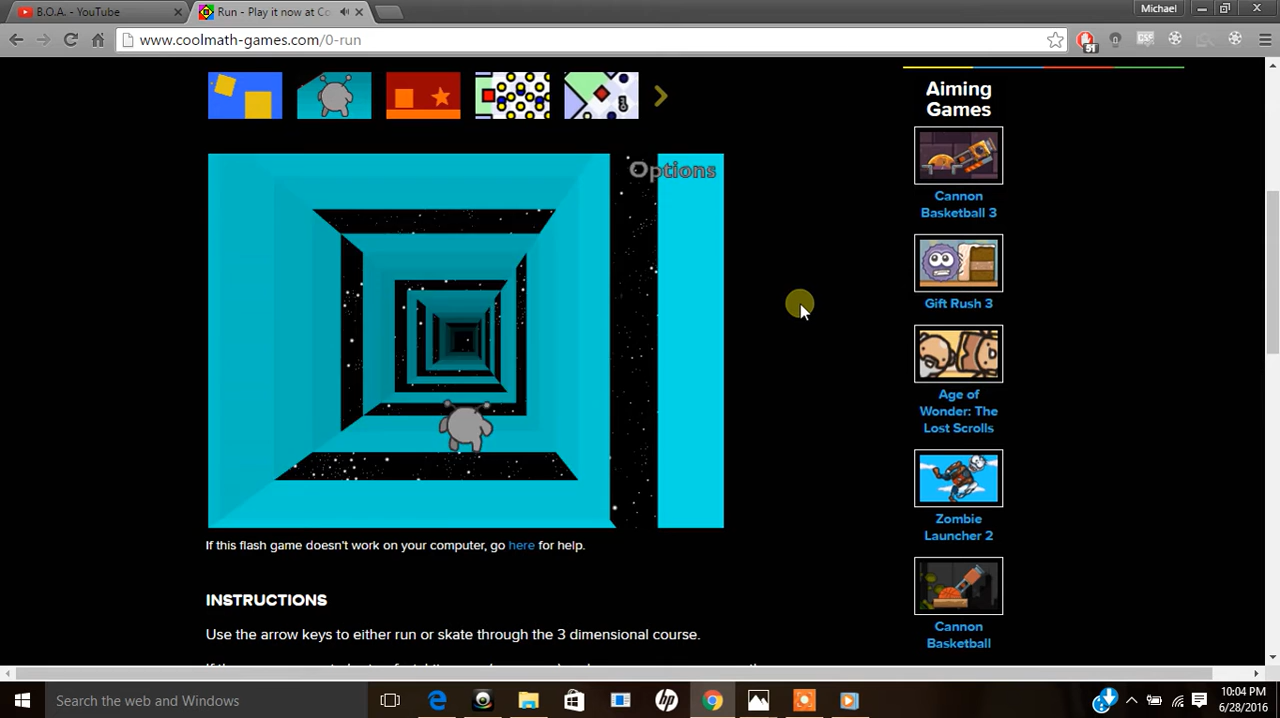 B.O.A. - YouTube
Run - Play it now at Co
Michael
www.coolmath-games.com/0-run
91
Aiming
Games
Options
Cannon
Basketball 3
Gift Rush 3
Age of
Wonder: The
Lost Scrolls
Zombie
Launcher 2
Cannon
Basketball
If this flash game doesn't work on your computer, go here for help.
INSTRUCTIONS
Use the arrow keys to either run or skate through the 3 dimensional course.
Search the web and Windows
10:04 PM
6/28/2016